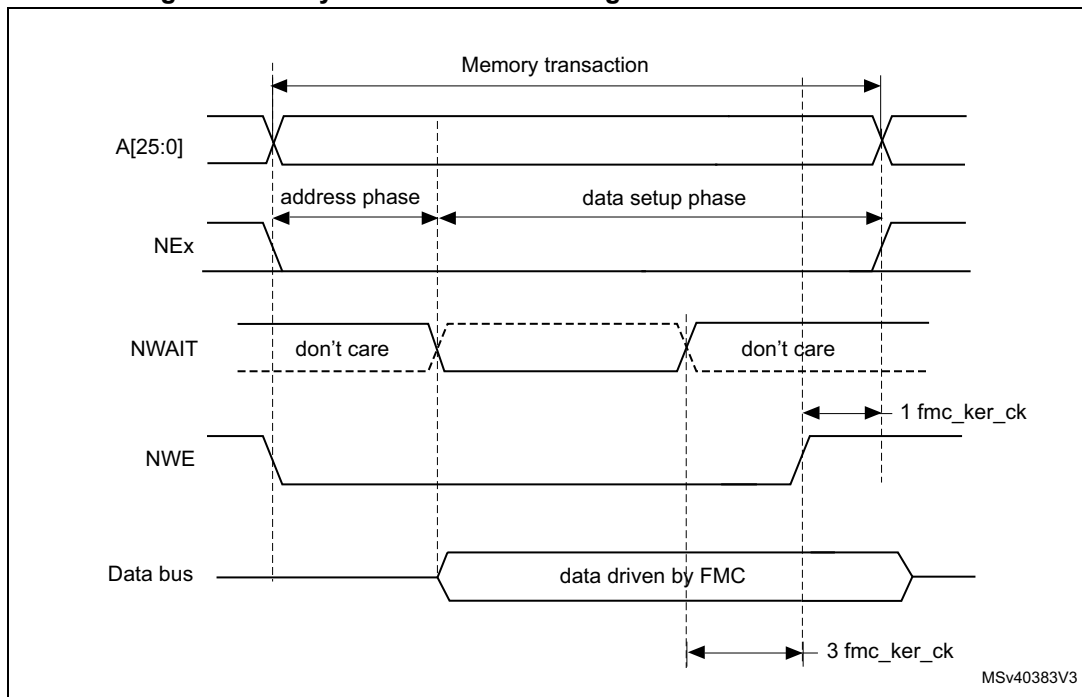 Memory transaction
A[25:0]
address phase
data setup phase
NEx
NWAIT
don't care
don't care
1 fmc_ker_ck
NWE
Data bus
data driven by FMC
3 fmc_ker_ck
MSv40383V3